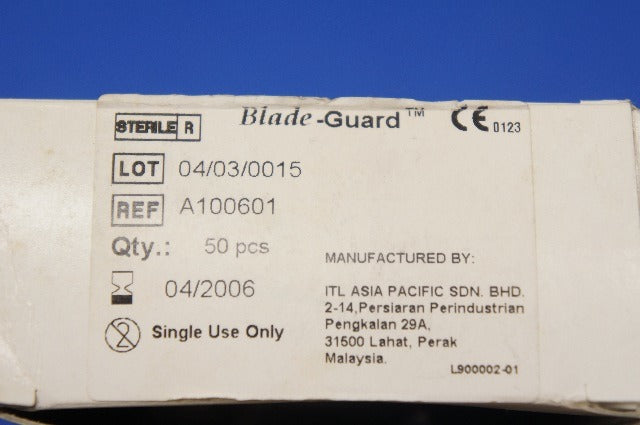 STERILE R
Blade-Guard™
CE 0123
LOT 04/03/0015
REF A100601
Qty.: 50 pcs
04/2006
Single Use Only
MANUFACTURED BY:
ITL ASIA PACIFIC SDN. BHD.
2-14,Persiaran Perindustrian
Pengkalan 29A,
31500 Lahat, Perak
Malaysia.
L900002-01